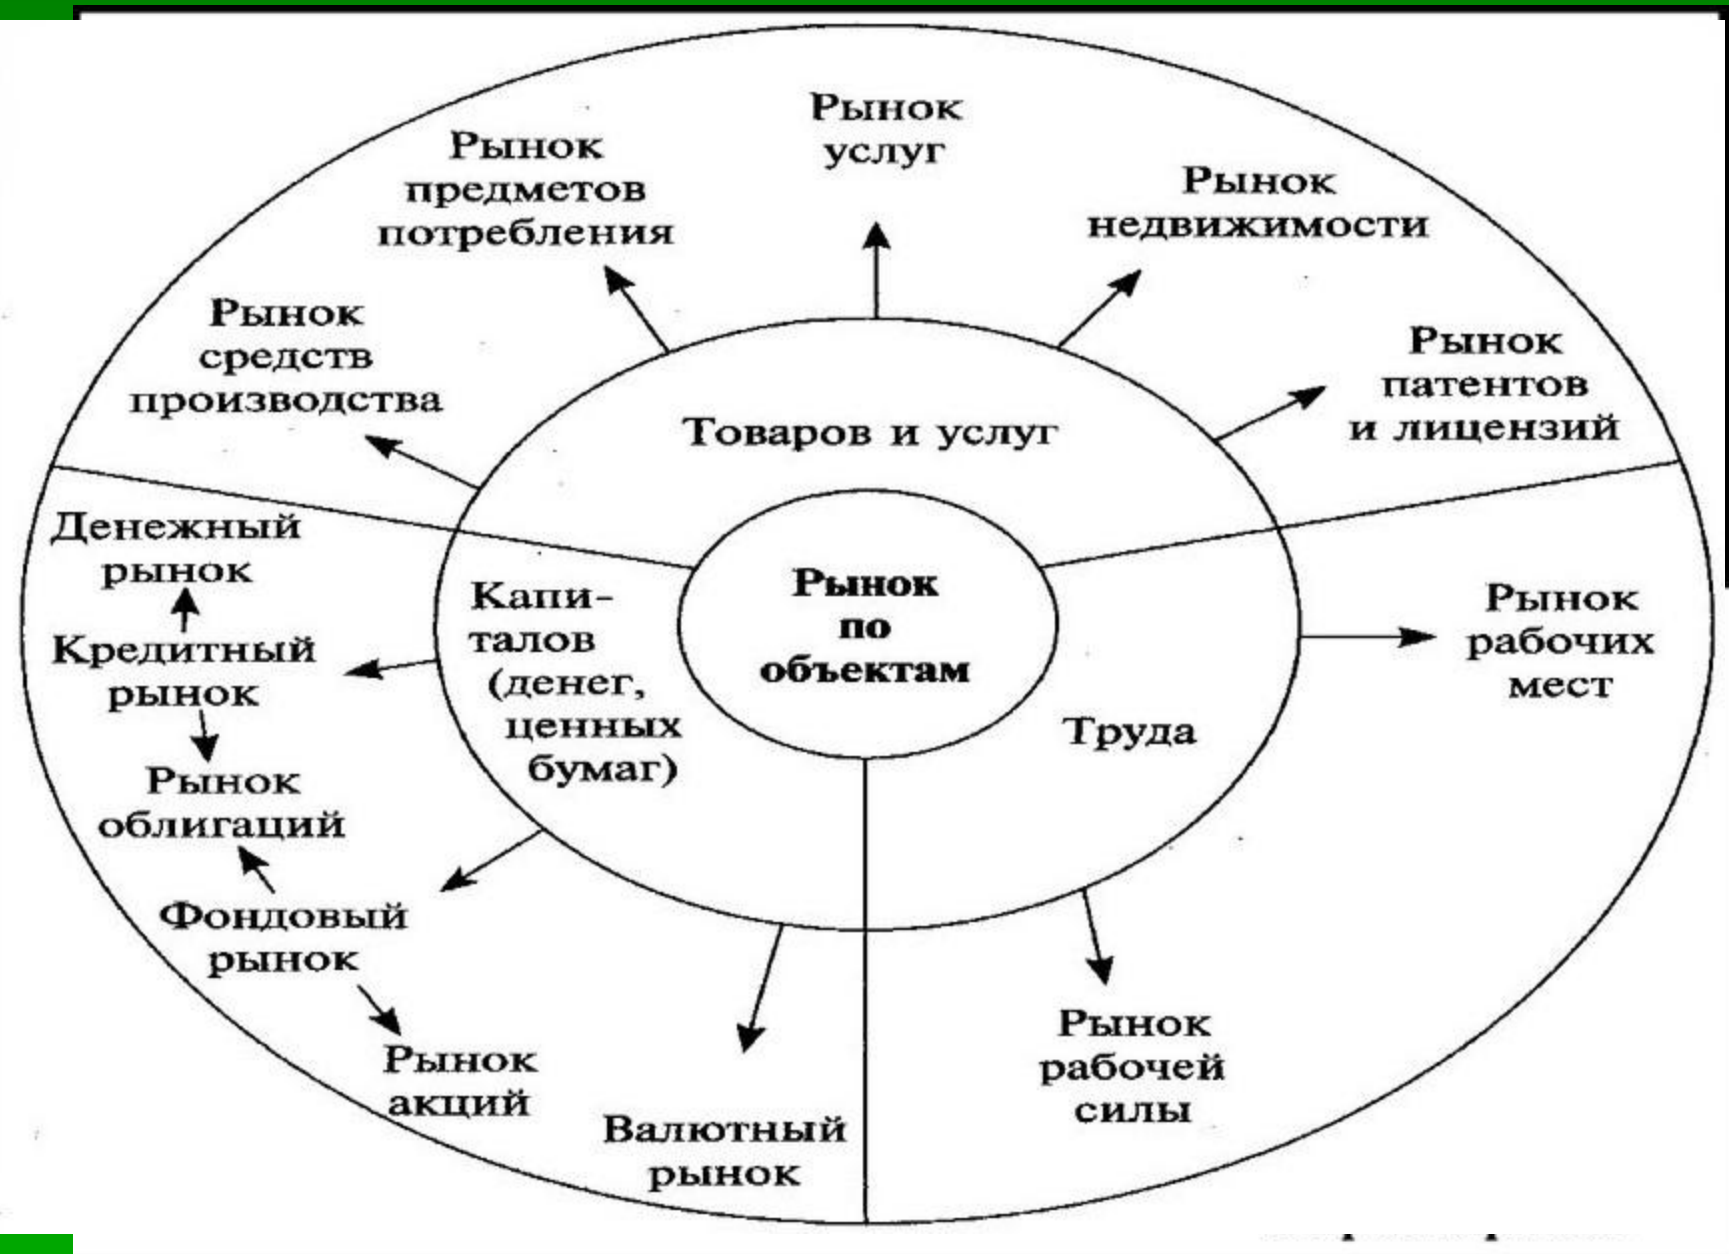 Рынок
услуг
Рынок
предметов
потребления
Рынок
недвижимости
Рынок
средств
производства
Рынок
патентов
и лицензий
Товаров и услуг
Денежный
рынок
Кредитный
рынок
Рынок
облигаций
Фондовый
рынок
Рынок
акций
Валютный
рынок
Капи-
талов
(денег,
ценных
бумаг)
Рынок
по
объектам
Труда
Рынок
рабочих
мест
Рынок
рабочей
силы